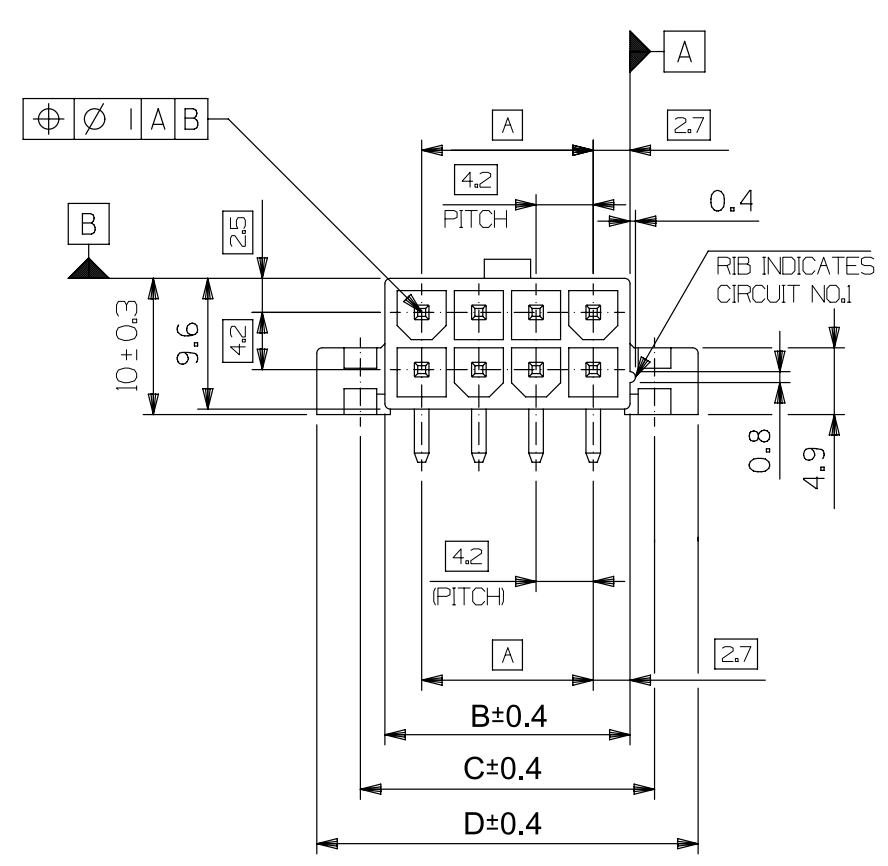 A
⌖ ⌀ 1 A B
A
2.7
4.2
PITCH
0.4
B
2.5
RIB INDICATES
CIRCUIT NO.1
10±0.3
9.6
4.2
0.8
4.9
4.2
(PITCH)
A
2.7
B±0.4
C±0.4
D±0.4